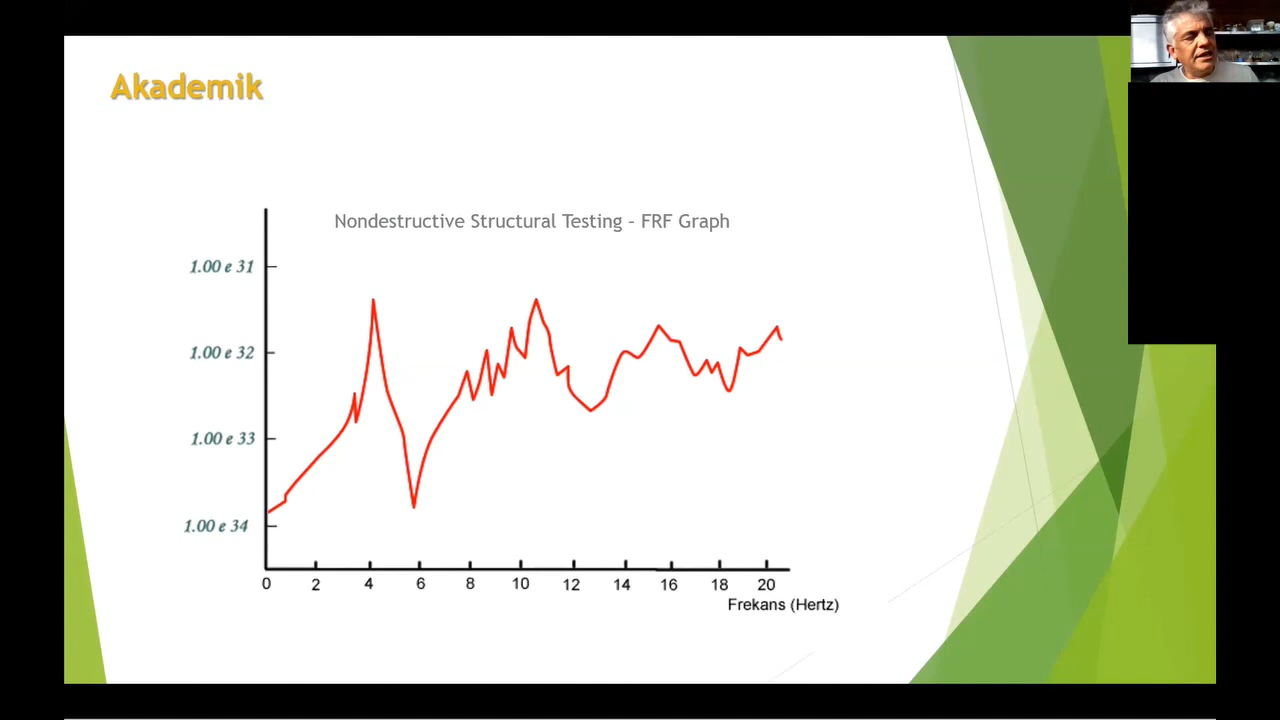 Akademik
Nondestructive Structural Testing – FRF Graph
1.00 e 31
1.00 e 32
1.00 e 33
1.00 e 34
0 2 4 6 8 10 12 14 16 18 20
Frekans (Hertz)